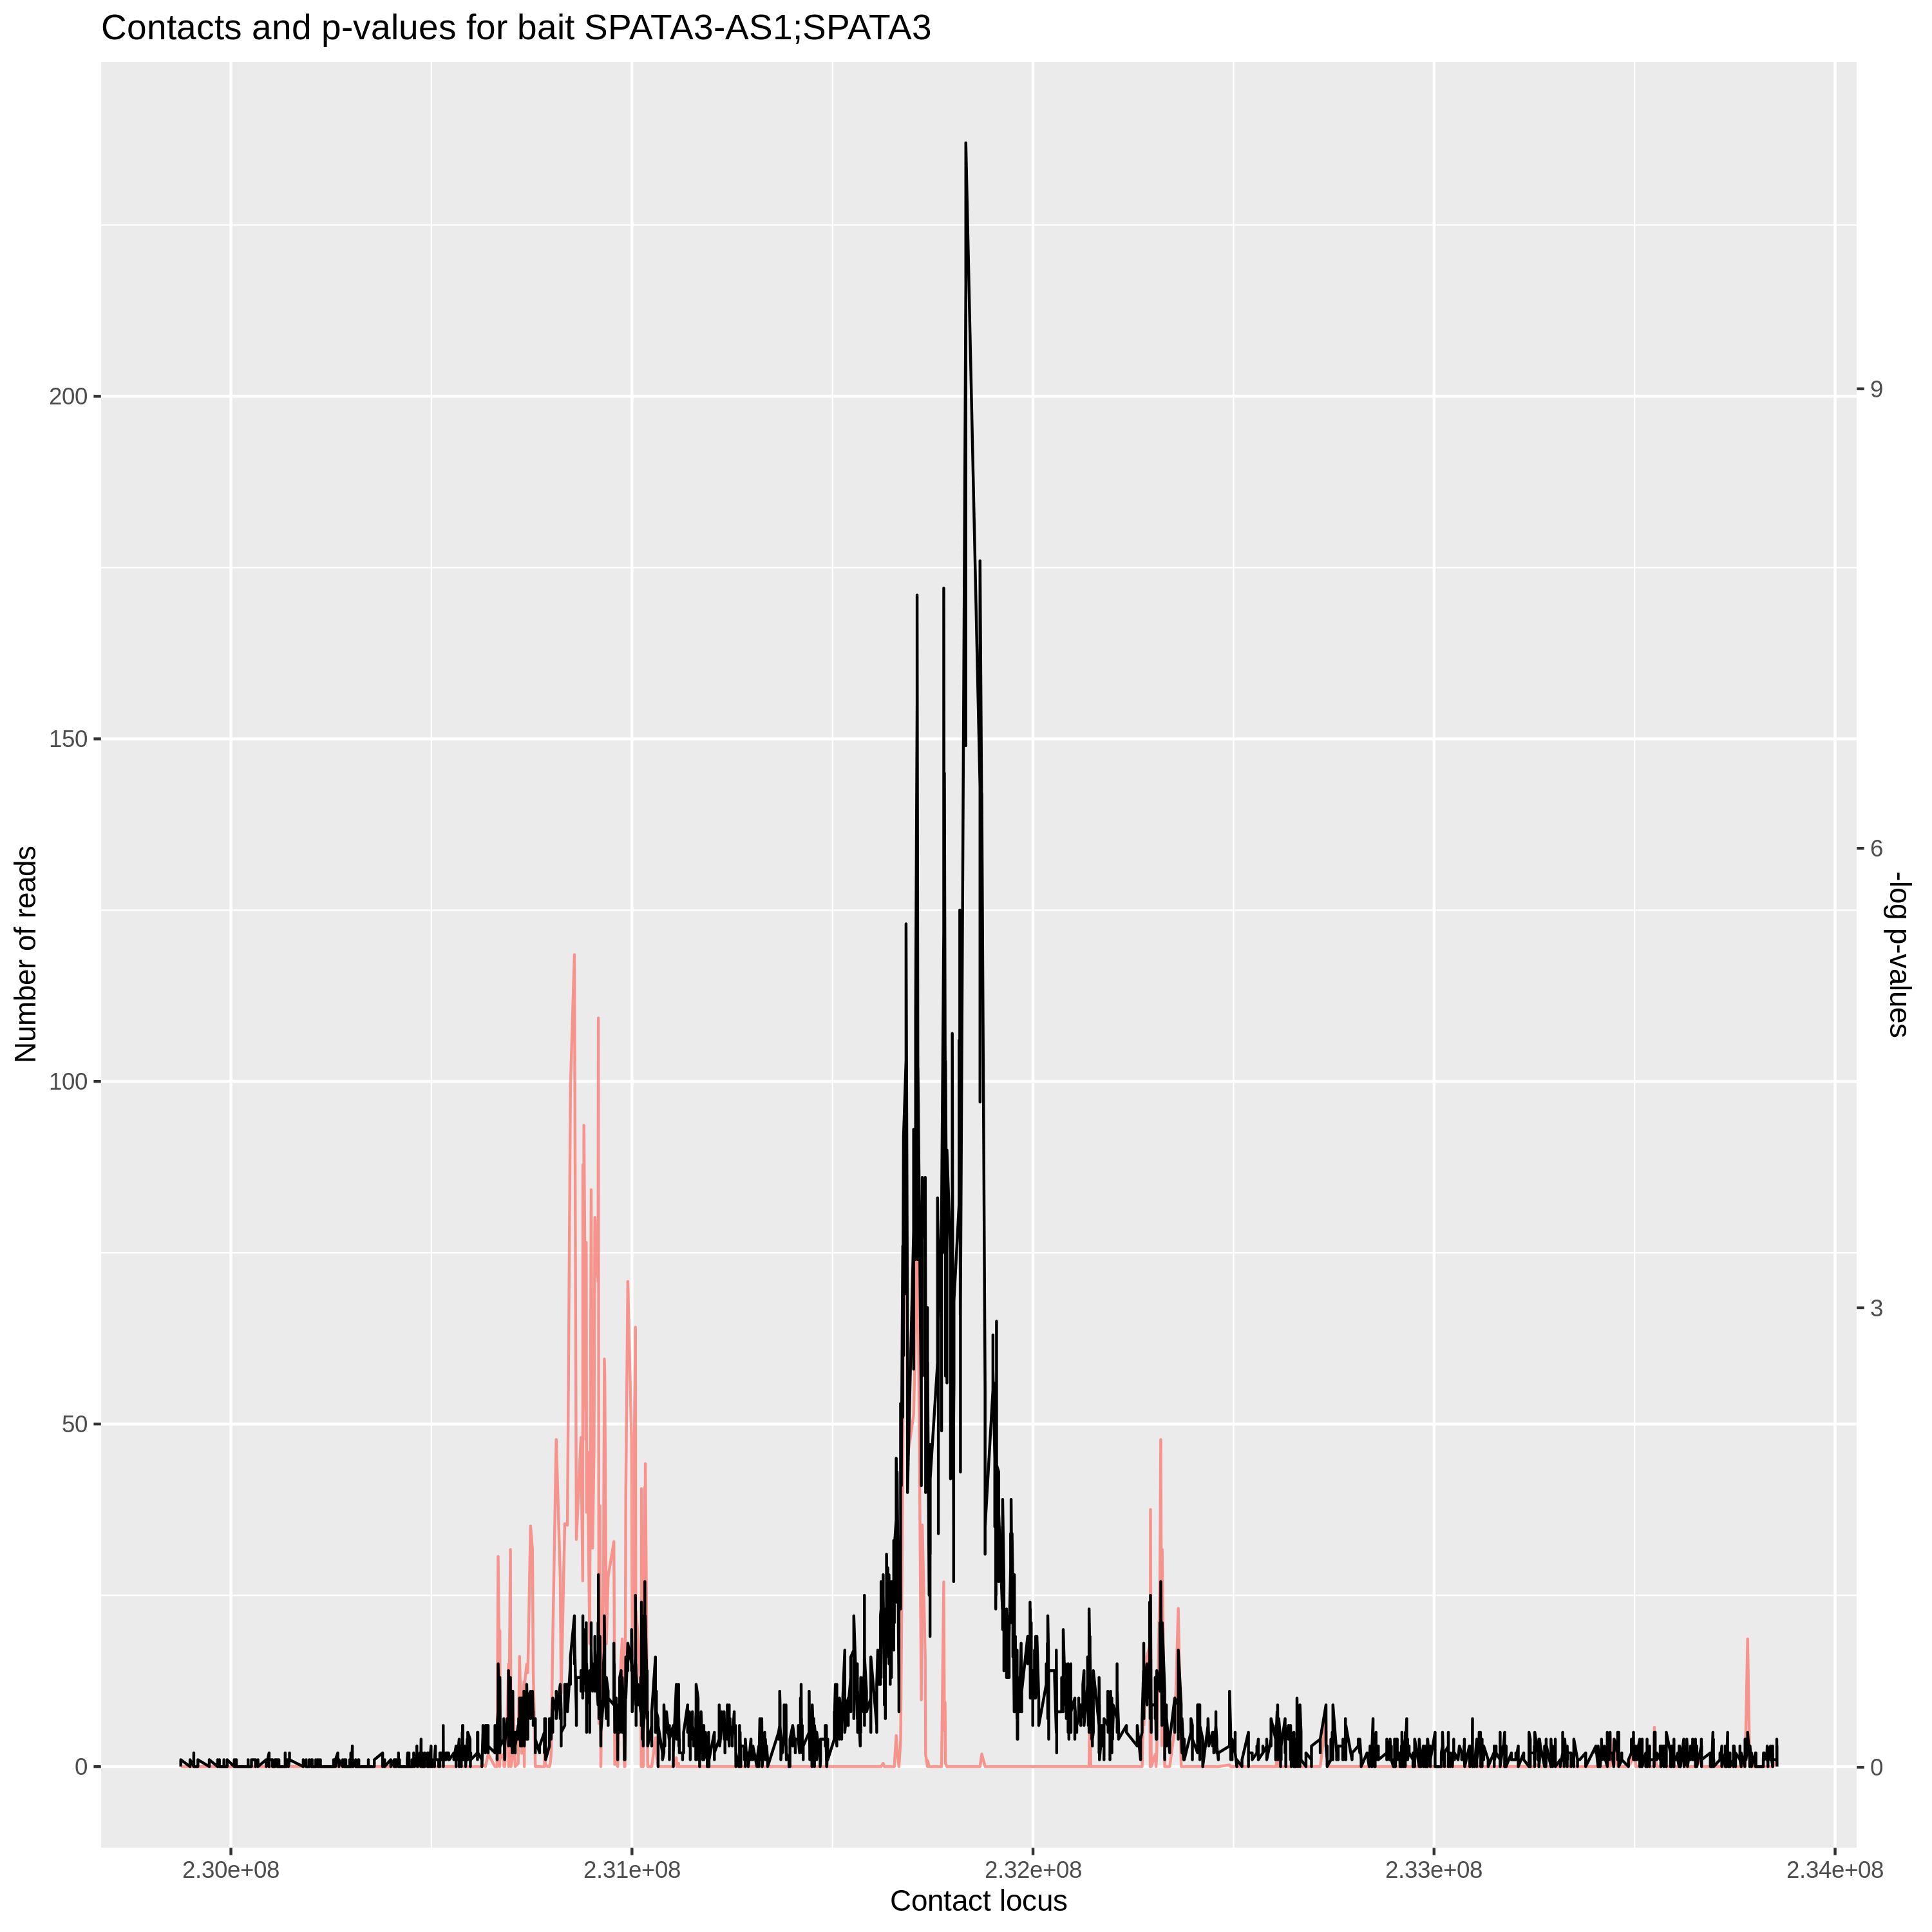 Contacts and p-values for bait SPATA3-AS1;SPATA3
Number of reads
200
150
100
50
0
9
6
3
0
-log p-values
2.30e+08 2.31e+08 2.32e+08 2.33e+08 2.34e+08
Contact locus